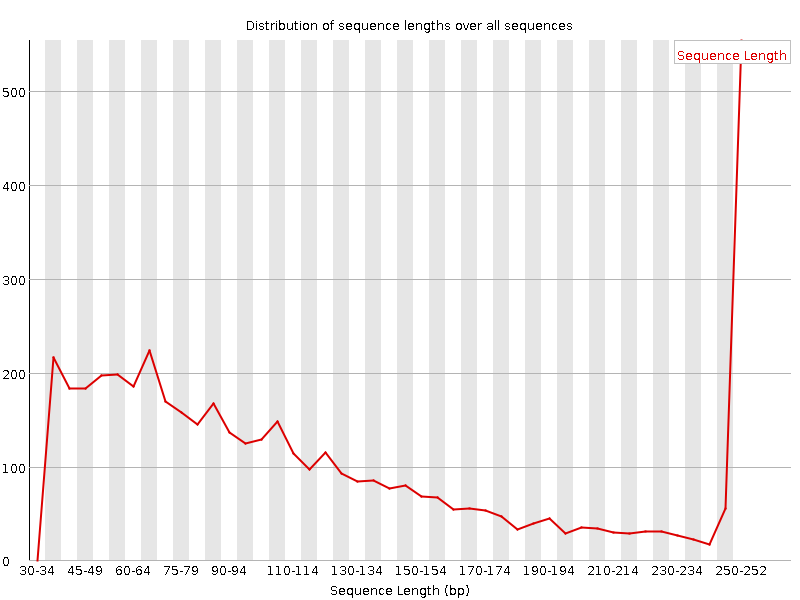 Distribution of sequence lengths over all sequences
Sequence Length
500
400
300
200
100
0
30-34 45-49 60-64 75-79 90-94 110-114 130-134 150-154 170-174 190-194 210-214 230-234 250-252
Sequence Length (bp)